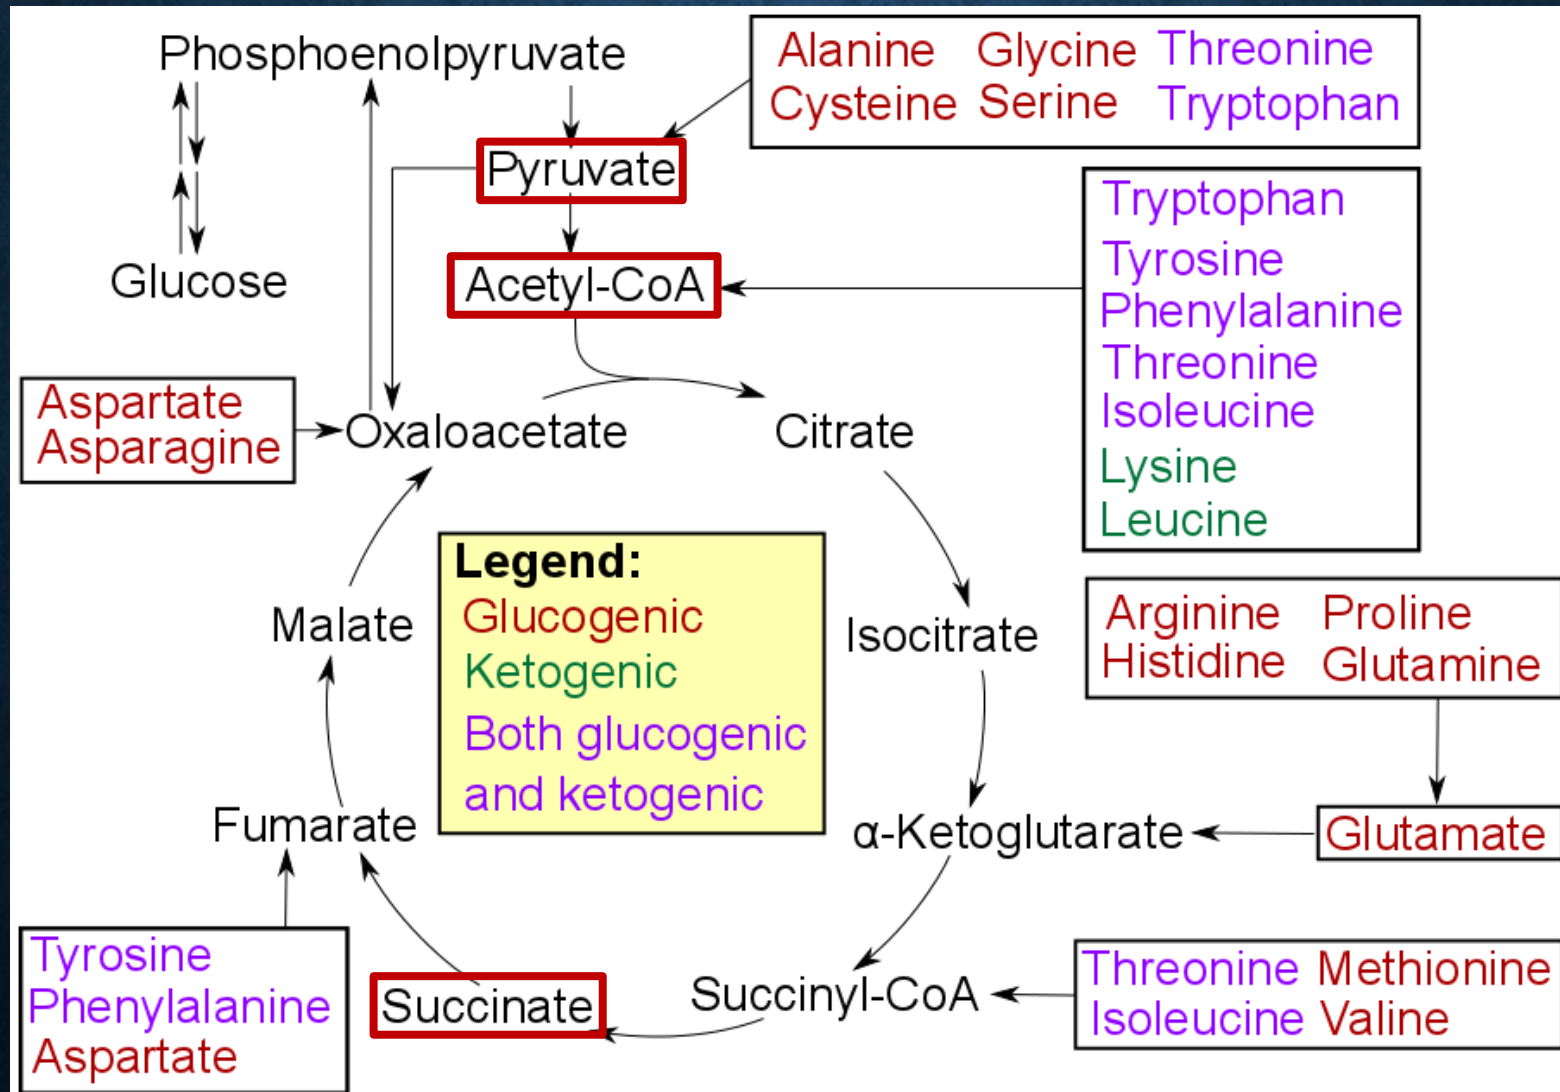 Phosphoenolpyruvate
Alanine Glycine Threonine
Cysteine Serine Tryptophan
Pyruvate
Acetyl-CoA
Glucose
Tryptophan
Tyrosine
Phenylalanine
Threonine
Isoleucine
Lysine
Leucine
Aspartate
Asparagine
Oxaloacetate
Citrate
Legend:
Glucogenic
Ketogenic
Both glucogenic
and ketogenic
Malate
Isocitrate
Arginine Proline
Histidine Glutamine
Fumarate
α-Ketoglutarate
Glutamate
Tyrosine
Phenylalanine
Aspartate
Succinate
Succinyl-CoA
Threonine Methionine
Isoleucine Valine